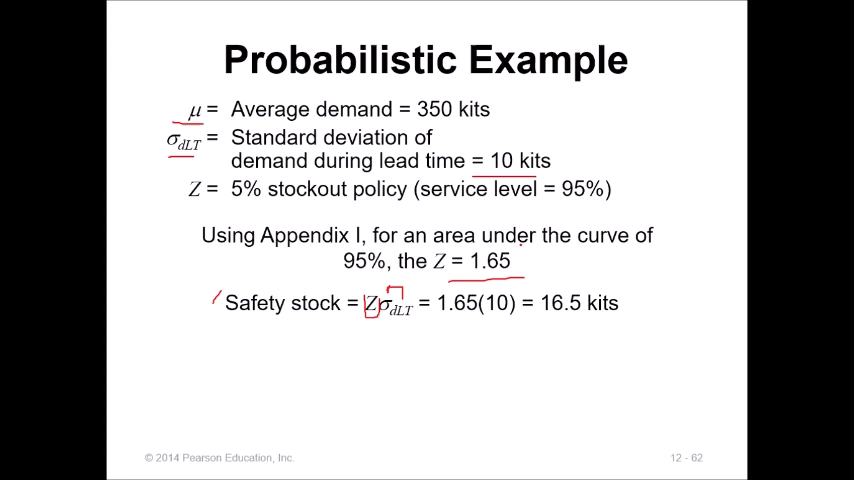 Probabilistic Example
μ = Average demand = 350 kits
σdLT = Standard deviation of
demand during lead time = 10 kits
Z = 5% stockout policy (service level = 95%)
Using Appendix I, for an area under the curve of
95%, the Z = 1.65
Safety stock = ZσdLT = 1.65(10) = 16.5 kits
© 2014 Pearson Education, Inc.
12 - 62